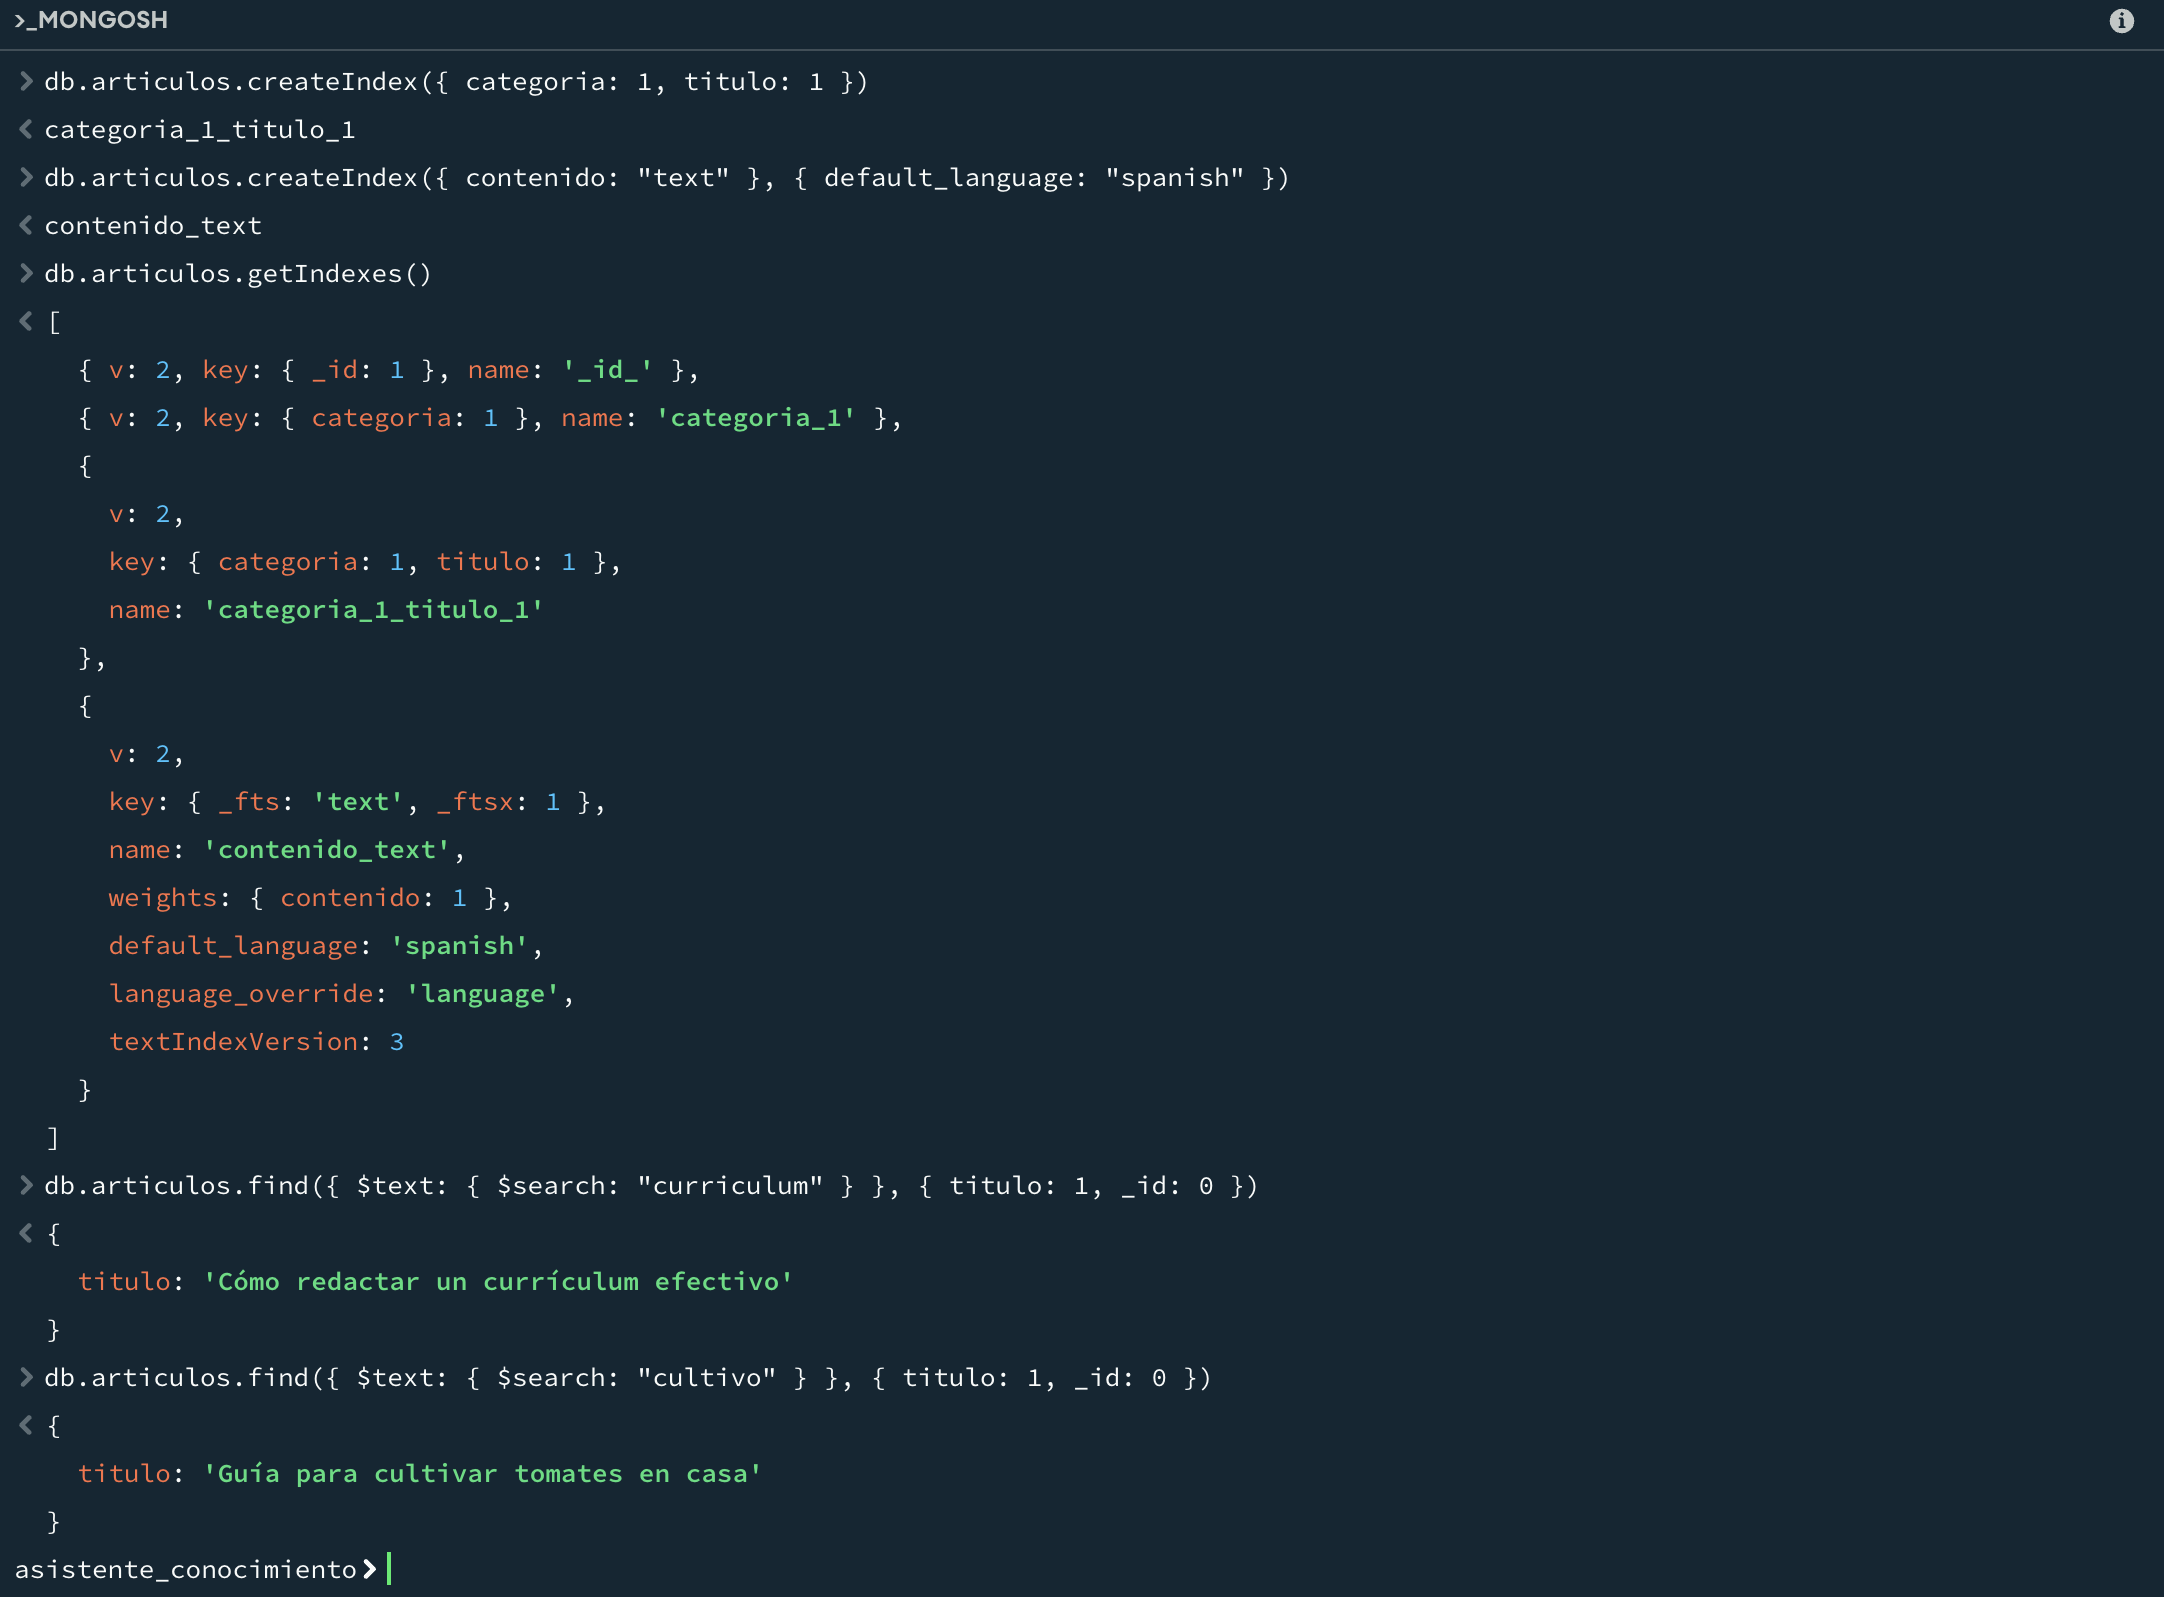 >_MONGOSH
> db.articulos.createIndex({ categoria: 1, titulo: 1 })
< categoria_1_titulo_1
> db.articulos.createIndex({ contenido: "text" }, { default_language: "spanish" })
< contenido_text
> db.articulos.getIndexes()
< [
{ v: 2, key: { _id: 1 }, name: '_id_' },
{ v: 2, key: { categoria: 1 }, name: 'categoria_1' },
{
v: 2,
key: { categoria: 1, titulo: 1 },
name: 'categoria_1_titulo_1'
},
{
v: 2,
key: { _fts: 'text', _ftsx: 1 },
name: 'contenido_text',
weights: { contenido: 1 },
default_language: 'spanish',
language_override: 'language',
textIndexVersion: 3
}
]
> db.articulos.find({ $text: { $search: "curriculum" } }, { titulo: 1, _id: 0 })
< {
titulo: 'Cómo redactar un currículum efectivo'
}
> db.articulos.find({ $text: { $search: "cultivo" } }, { titulo: 1, _id: 0 })
< {
titulo: 'Guía para cultivar tomates en casa'
}
asistente_conocimiento>